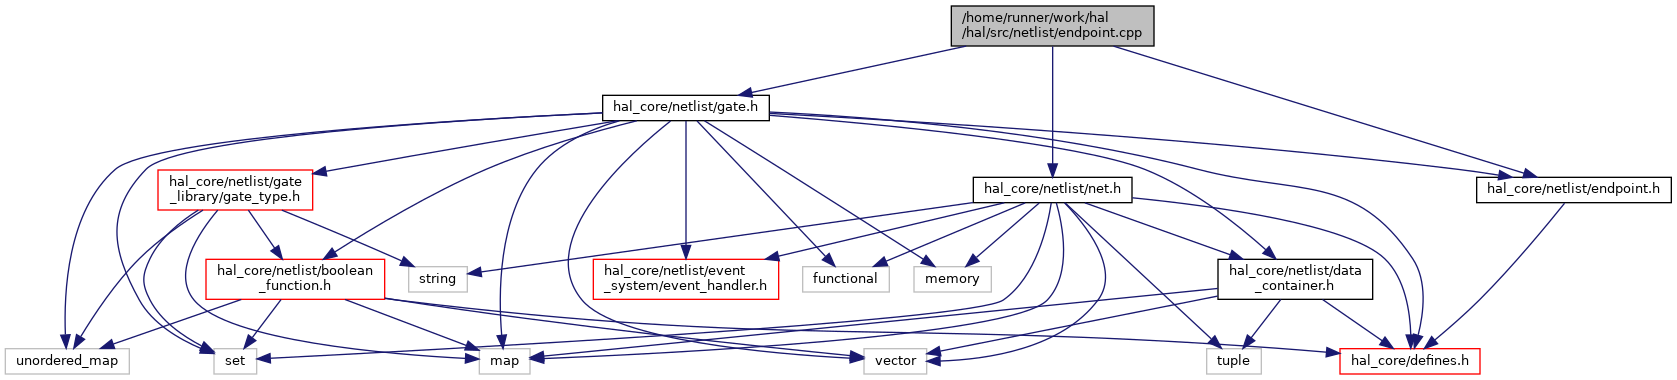 /home/runner/work/hal
/hal/src/netlist/endpoint.cpp
hal_core/netlist/gate.h
hal_core/netlist/gate
_library/gate_type.h
hal_core/netlist/net.h
hal_core/netlist/endpoint.h
hal_core/netlist/boolean
_function.h
string
hal_core/netlist/event
_system/event_handler.h
functional
memory
hal_core/netlist/data
_container.h
unordered_map
set
map
vector
tuple
hal_core/defines.h